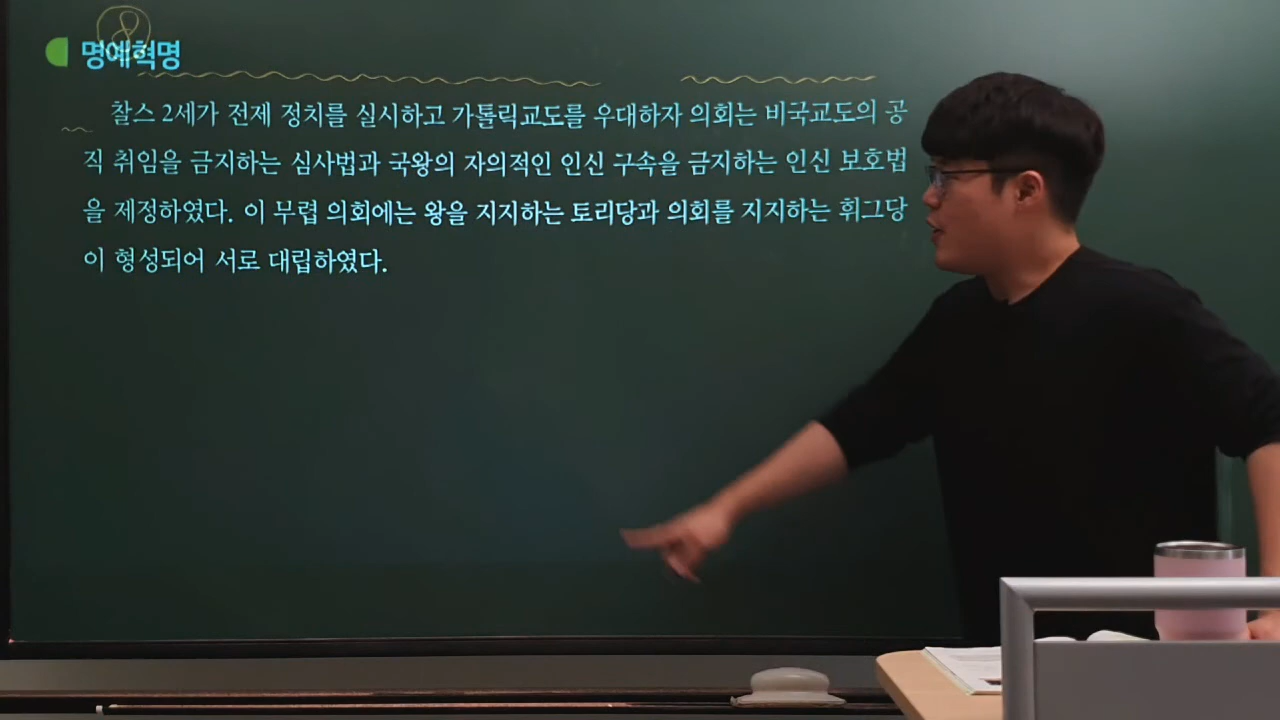 8
명예혁명
찰스 2세가 전제 정치를 실시하고 가톨릭교도를 우대하자 의회는 비국교도의 공
직 취임을 금지하는 심사법과 국왕의 자의적인 인신 구속을 금지하는 인신 보호법
을 제정하였다. 이 무렵 의회에는 왕을 지지하는 토리당과 의회를 지지하는 휘그당
이 형성되어 서로 대립하였다.